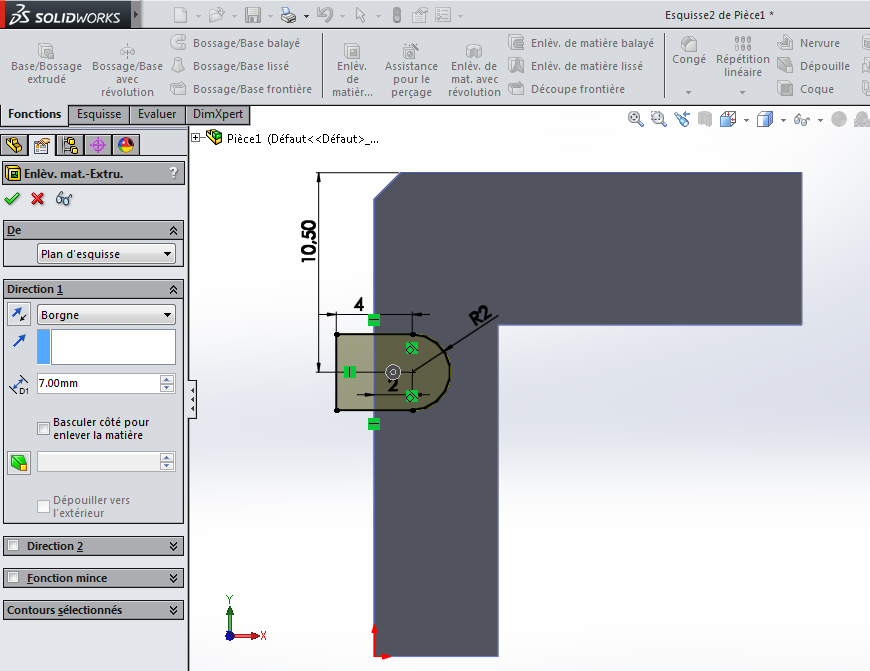 SOLIDWORKS
Esquisse2 de Pièce1 *
Base/Bossage
extrudé
Bossage/Base
avec
révolution
Bossage/Base balayé
Bossage/Base lissé
Bossage/Base frontière
Enlèv.
de
matièr...
Assistance
pour le
perçage
Enlèv. de
mat. avec
révolution
Enlèv. de matière balayé
Enlèv. de matière lissé
Découpe frontière
Congé
Répétition
linéaire
Nervure
Dépouille
Coque
Fonctions
Esquisse
Evaluer
DimXpert
Pièce1 (Défaut<<Défaut>_...
Enlèv. mat.-Extru.
?
De
Plan d'esquisse
Direction 1
Borgne
D1
7.00mm
Basculer côté pour
enlever la matière
Dépouiller vers
l'extérieur
Direction 2
Fonction mince
Contours sélectionnés
10,50
4
R2
2
Y
X